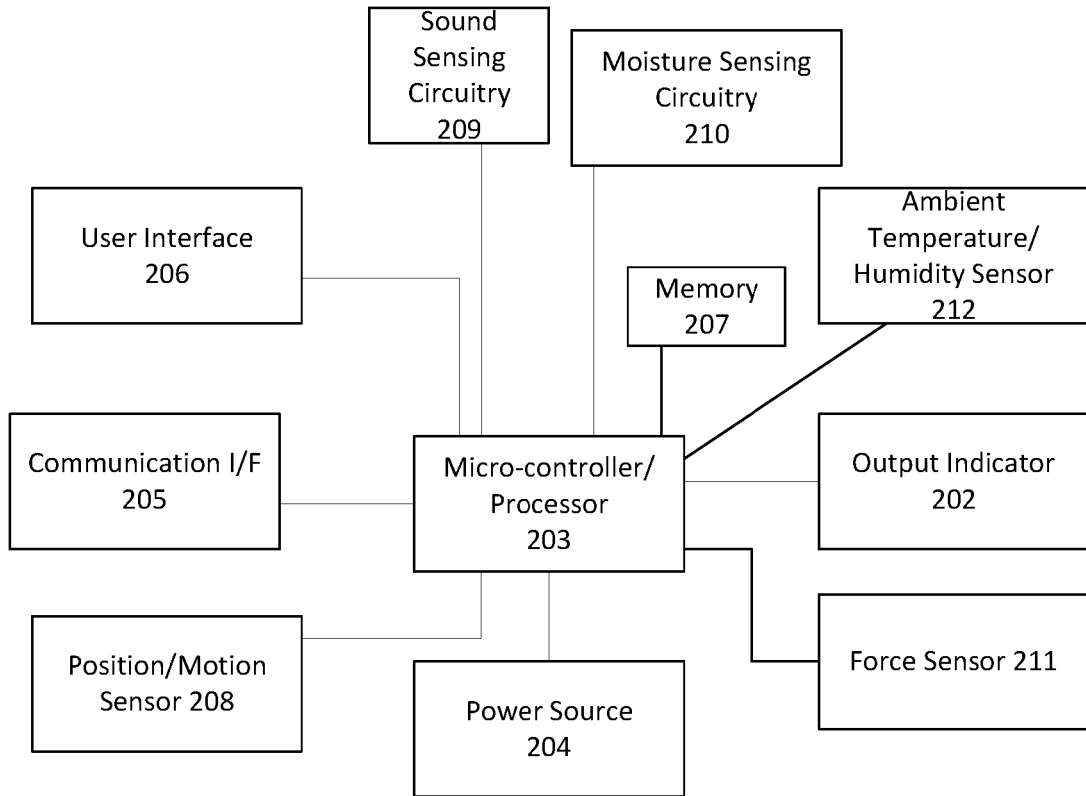 Sound
Sensing
Circuitry
209
Moisture Sensing
Circuitry
210
User Interface
206
Ambient
Temperature/
Humidity Sensor
212
Memory
207
Communication I/F
205
Micro-controller/
Processor
203
Output Indicator
202
Position/Motion
Sensor 208
Power Source
204
Force Sensor 211